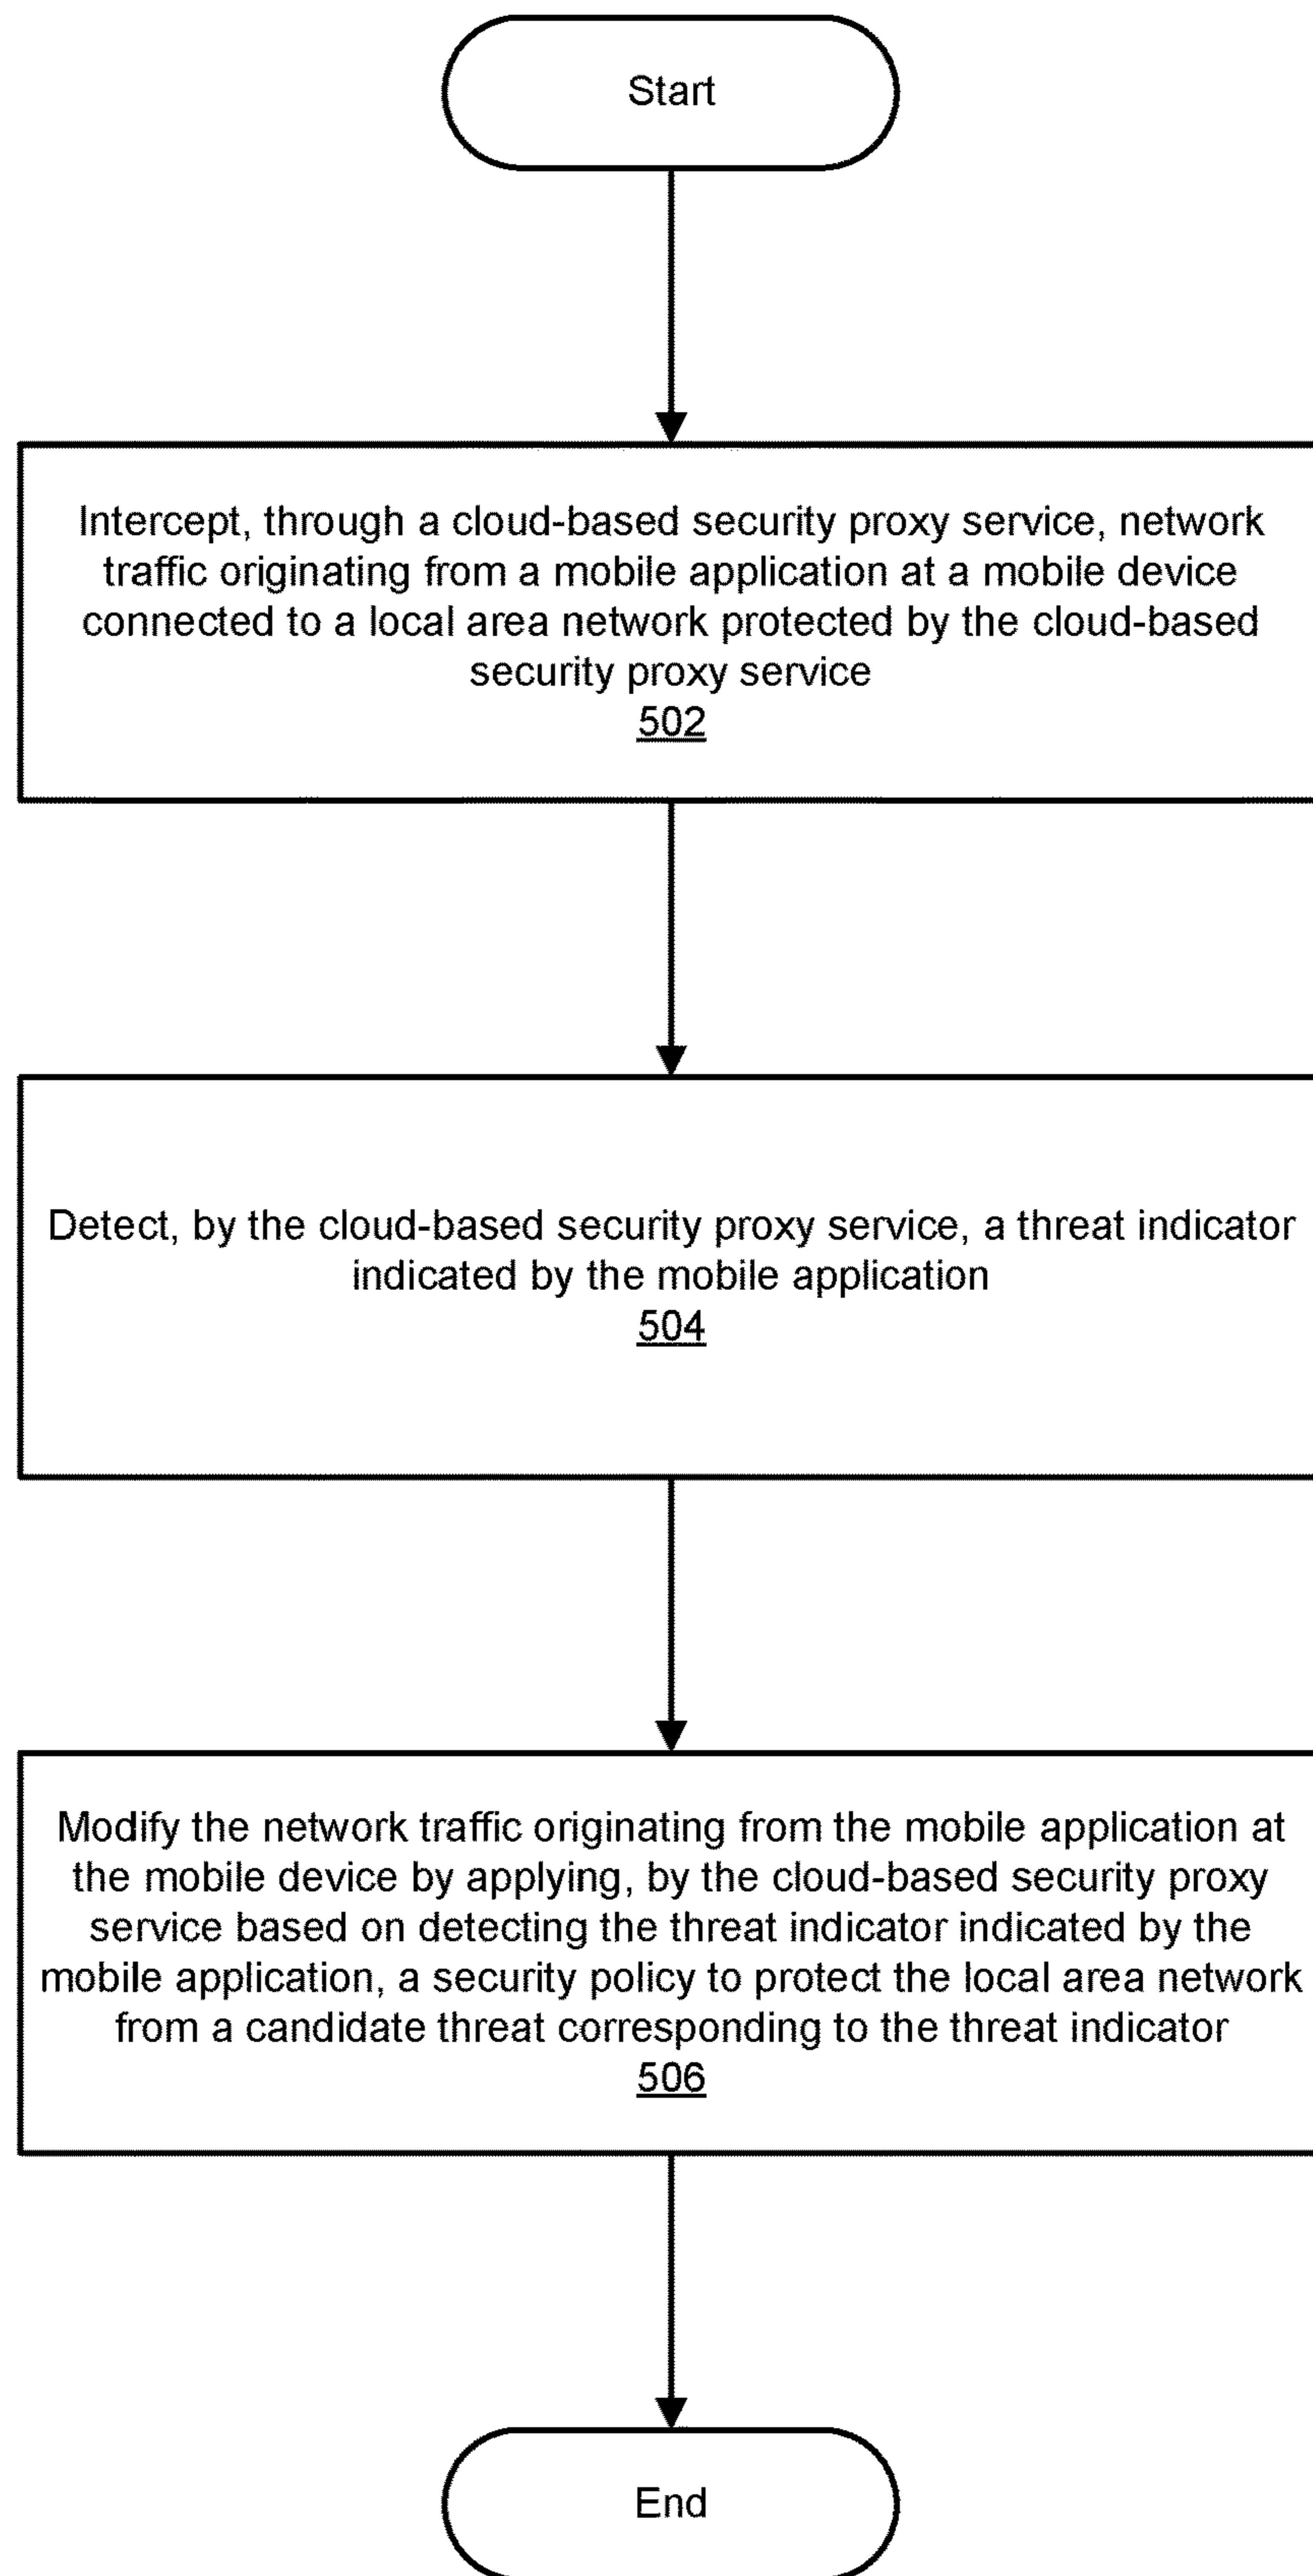 Start
Intercept, through a cloud-based security proxy service, network
traffic originating from a mobile application at a mobile device
connected to a local area network protected by the cloud-based
security proxy service
502
Detect, by the cloud-based security proxy service, a threat indicator
indicated by the mobile application
504
Modify the network traffic originating from the mobile application at
the mobile device by applying, by the cloud-based security proxy
service based on detecting the threat indicator indicated by the
mobile application, a security policy to protect the local area network
from a candidate threat corresponding to the threat indicator
506
End